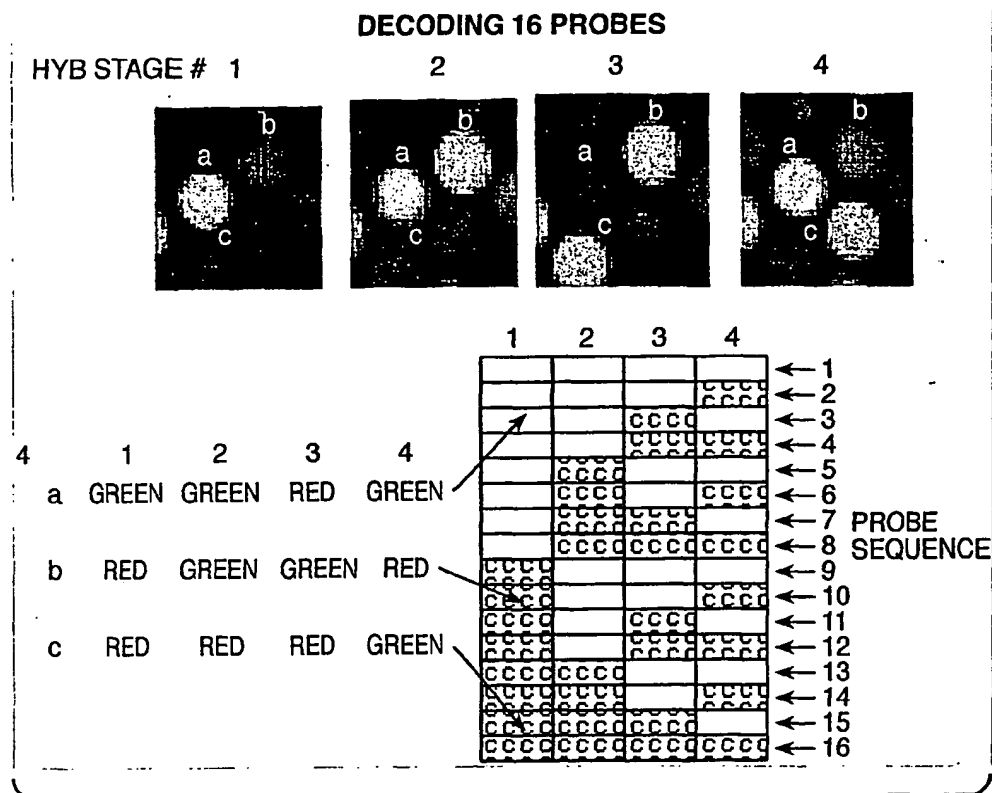 DECODING 16 PROBES
HYB STAGE # 1 2 3 4
a b c
a b c
a b c
a b c
1 2 3 4
1
2
3
4
4 1 2 3 4
5
a GREEN GREEN RED GREEN
6
7 PROBE
8 SEQUENCE
b RED GREEN GREEN RED
9
10
11
c RED RED RED GREEN
12
13
14
15
16